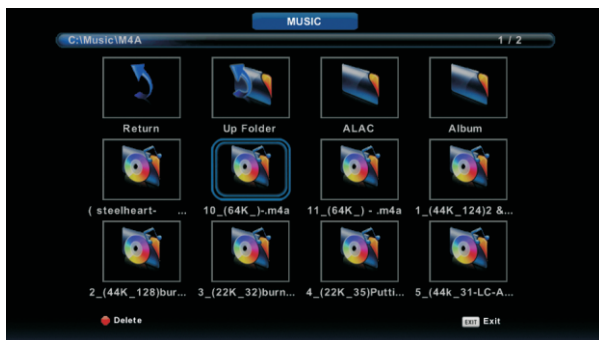 MUSIC
C:\Music\M4A 1 / 2
Return Up Folder ALAC Album
( steelheart- ... 10_(64K_)-.m4a 11_(64K_) - .m4a 1_(44K_124)2 &...
2_(44K_128)bur... 3_(22K_32)burn... 4_(22K_35)Putti... 5_(44k_31-LC-A...
Delete EXIT Exit